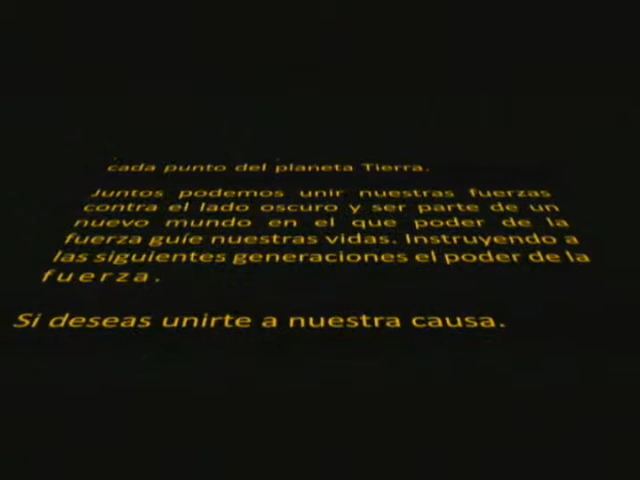 cada punto del planeta Tierra.
Juntos podemos unir nuestras fuerzas
contra el lado oscuro y ser parte de un
nuevo mundo en el que poder de la
fuerza guíe nuestras vidas. Instruyendo a
las siguientes generaciones el poder de la
fuerza.
Si deseas unirte a nuestra causa.